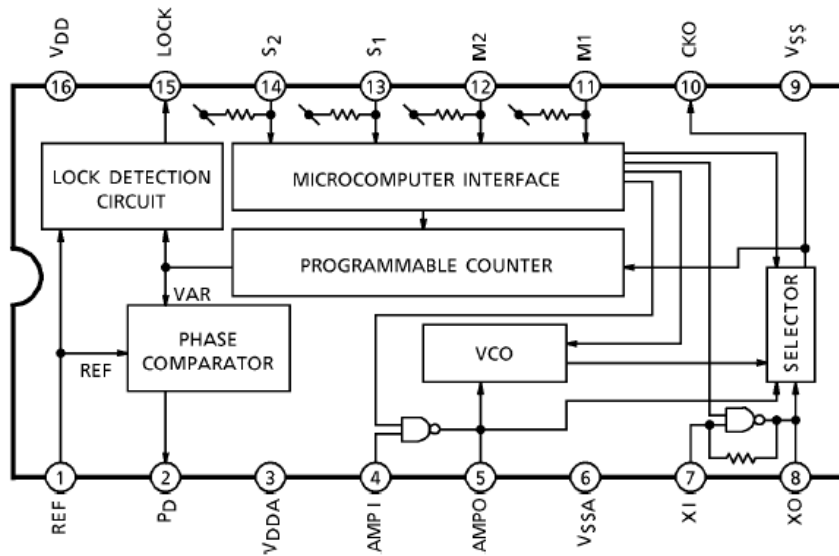 VDD
LOCK
S2
S1
M2
M1
CKO
VSS
16
15
14
13
12
11
10
9
LOCK DETECTION
CIRCUIT
MICROCOMPUTER INTERFACE
PROGRAMMABLE COUNTER
VAR
PHASE
COMPARATOR
REF
VCO
SELECTOR
1
2
3
4
5
6
7
8
REF
PD
VDDA
AMPI
AMPO
VSSA
XI
XO